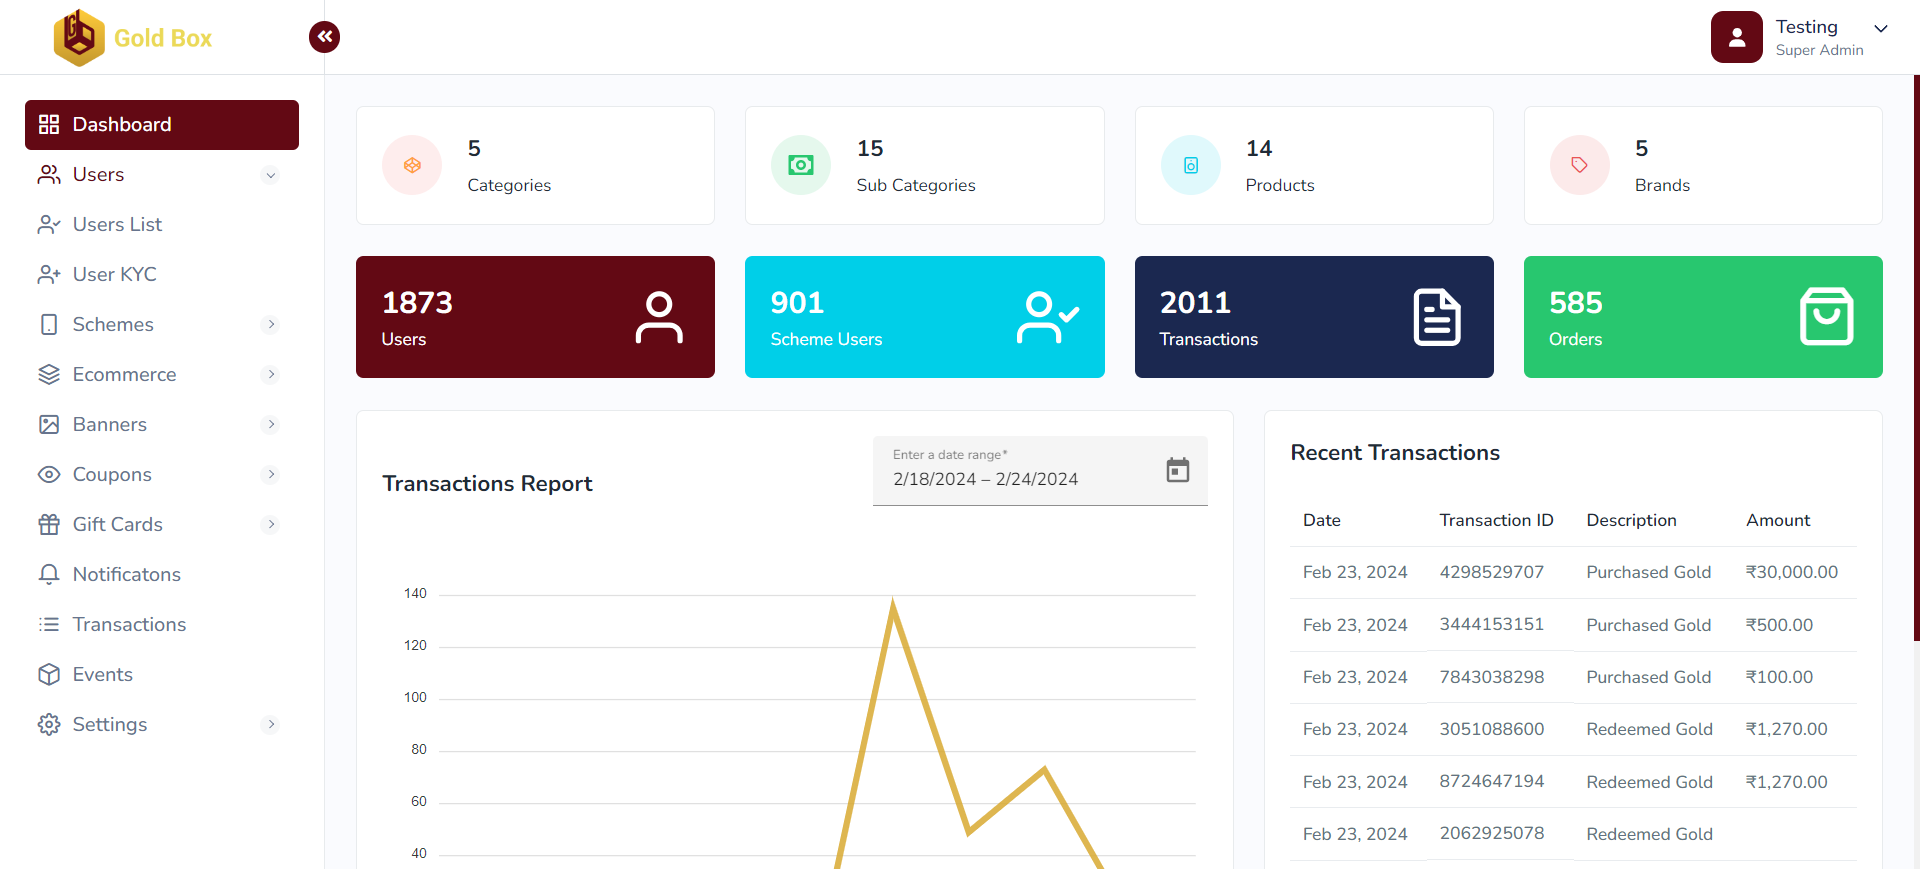 Gold Box
Testing
Super Admin
Dashboard
Users
Users List
User KYC
Schemes
Ecommerce
Banners
Coupons
Gift Cards
Notificatons
Transactions
Events
Settings
5
Categories
15
Sub Categories
14
Products
5
Brands
1873
Users
901
Scheme Users
2011
Transactions
585
Orders
Transactions Report
Enter a date range*
2/18/2024 – 2/24/2024
140
120
100
80
60
40
Recent Transactions
Date Transaction ID Description Amount
Feb 23, 2024 4298529707 Purchased Gold ₹30,000.00
Feb 23, 2024 3444153151 Purchased Gold ₹500.00
Feb 23, 2024 7843038298 Purchased Gold ₹100.00
Feb 23, 2024 3051088600 Redeemed Gold ₹1,270.00
Feb 23, 2024 8724647194 Redeemed Gold ₹1,270.00
Feb 23, 2024 2062925078 Redeemed Gold